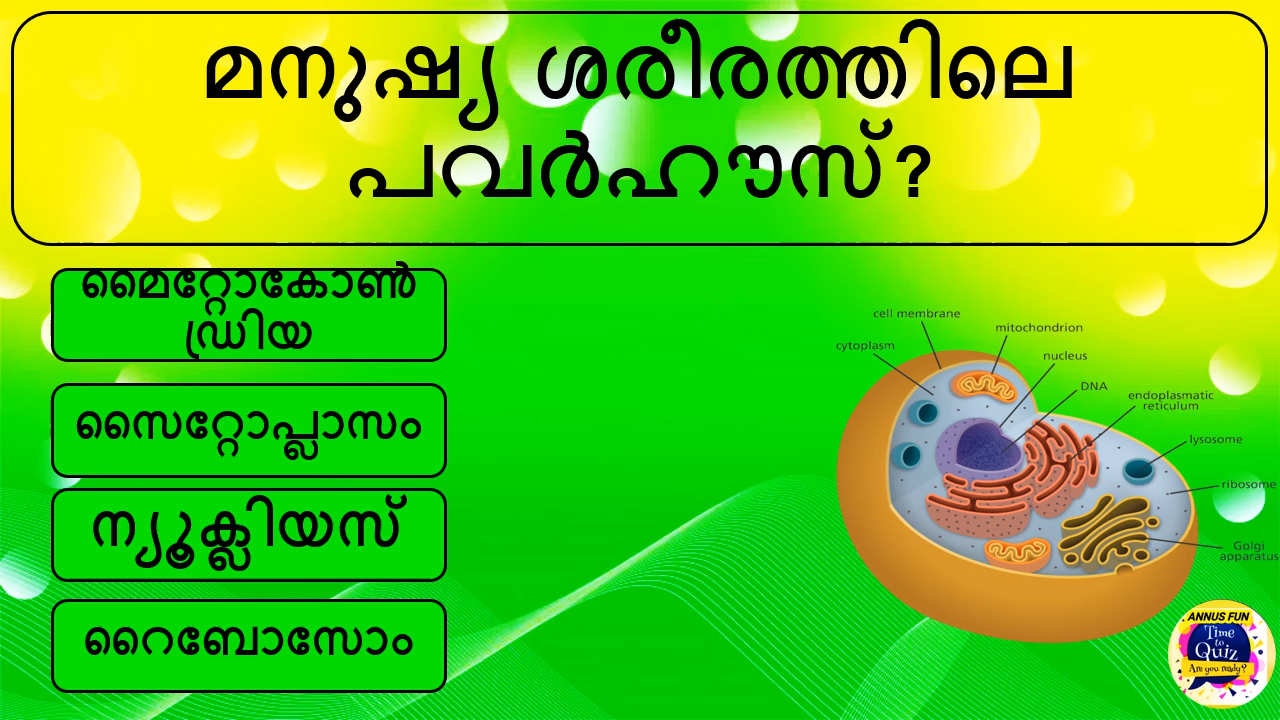 മനുഷ്യ ശരീരത്തിലെ
പവർഹൗസ്?
മൈറ്റോകോൺ
ഡ്രിയ
സൈറ്റോപ്ലാസം
ന്യൂക്ലിയസ്
റൈബോസോം
cell membrane
mitochondrion
cytoplasm
nucleus
DNA
endoplasmatic
reticulum
lysosome
ribosome
Golgi
apparatus
ANNUS FUN
Time
to
Quiz
Are you ready?